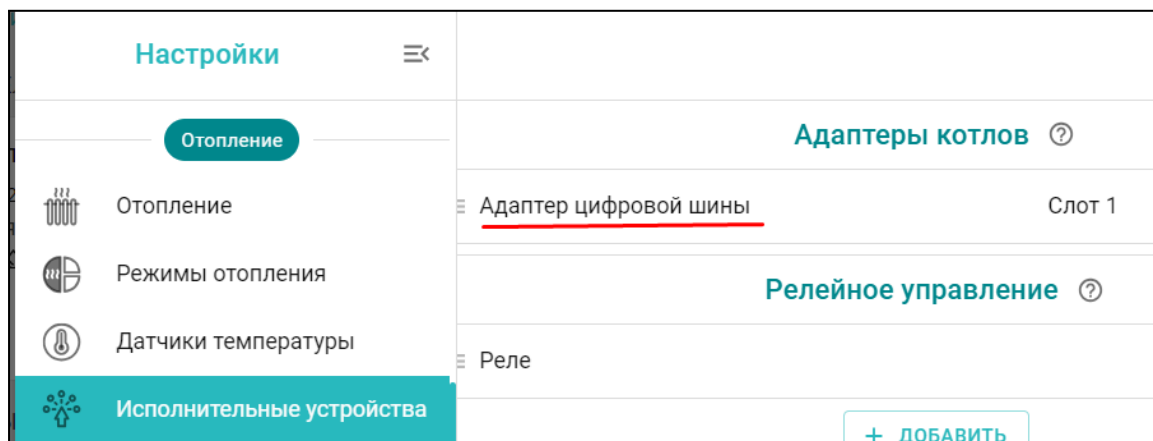 Настройки
Отопление
Отопление
Режимы отопления
Датчики температуры
Исполнительные устройства
Адаптеры котлов
Адаптер цифровой шины Слот 1
Релейное управление
Реле
+ ДОБАВИТЬ